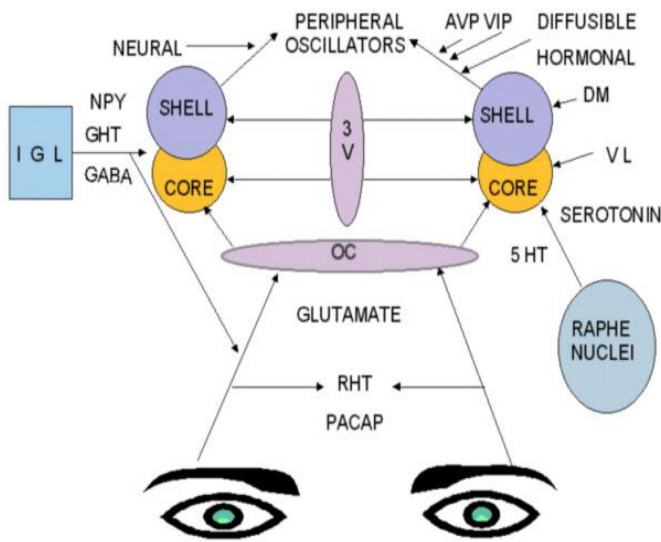 PERIPHERAL
OSCILLATORS
NEURAL
AVP VIP
DIFFUSIBLE
HORMONAL
NPY
GHT
GABA
I G L
SHELL
CORE
3
V
SHELL
CORE
DM
V L
SEROTONIN
5 HT
OC
RAPHE
NUCLEI
GLUTAMATE
RHT
PACAP